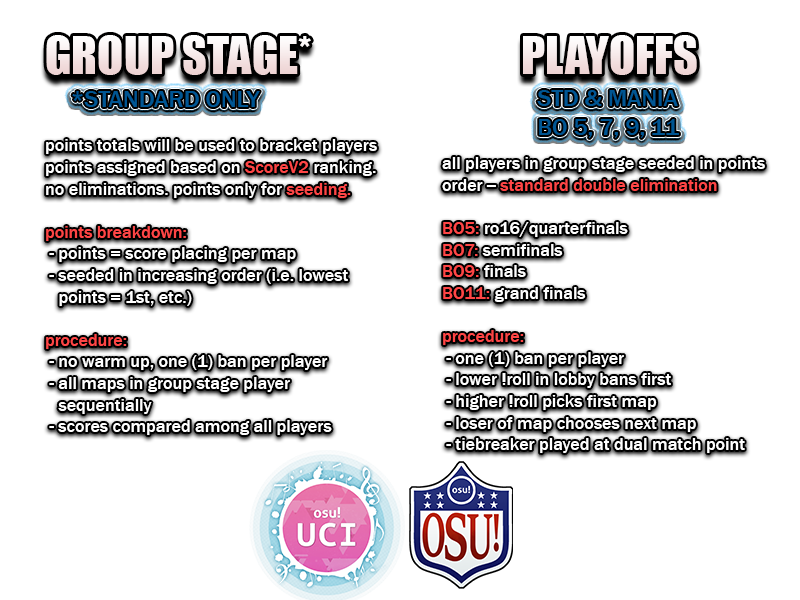 GROUP STAGE*
*STANDARD ONLY
points totals will be used to bracket players
points assigned based on ScoreV2 ranking.
no eliminations. points only for seeding.
points breakdown:
- points = score placing per map
- seeded in increasing order (i.e. lowest
points = 1st, etc.)
procedure:
- no warm up, one (1) ban per player
- all maps in group stage player
sequentially
- scores compared among all players
PLAYOFFS
STD & MANIA
BO 5, 7, 9, 11
all players in group stage seeded in points
order – standard double elimination
BO5: ro16/quarterfinals
BO7: semifinals
BO9: finals
BO11: grand finals
procedure:
- one (1) ban per player
- lower !roll in lobby bans first
- higher !roll picks first map
- loser of map chooses next map
- tiebreaker played at dual match point
osu!
UCI
osu!
OSU!